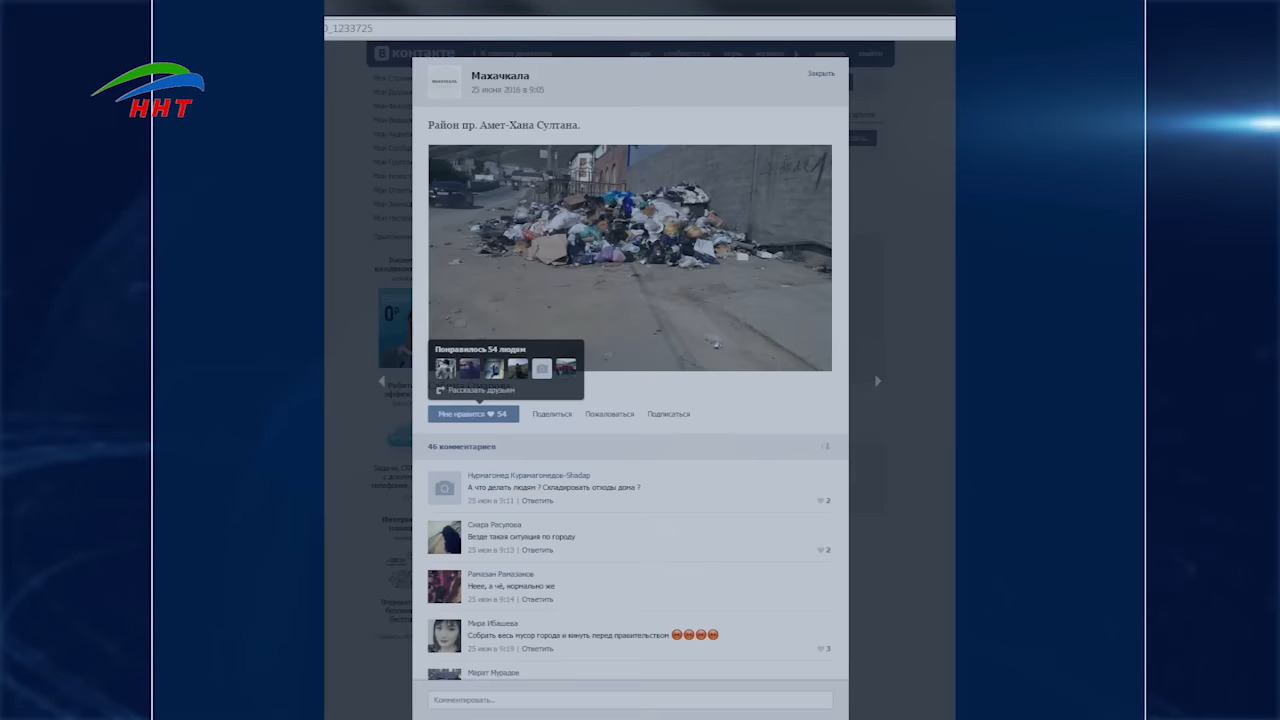 _1233725
ННТ
В контакте
Махачкала
25 июня 2016 в 9:05
Закрыть
Район пр. Амет-Хана Султана.
Понравилось 54 людям
Рассказать друзьям
Мне нравится 54
Поделиться
Пожаловаться
Подписаться
46 комментариев
Нурмагомед Курамагомедов-Shadap
А что делать людям ? Складировать отходы дома ?
25 июн в 9:11 | Ответить
2
Сиара Расулова
Везде такая ситуация по городу
25 июн в 9:13 | Ответить
2
Рамазан Рамазанов
Неее, а чё, нормально же
25 июн в 9:14 | Ответить
Мира Ибашева
Собрать весь мусор города и кинуть перед правительством
25 июн в 9:19 | Ответить
3
Марат Мурадов
Комментировать...